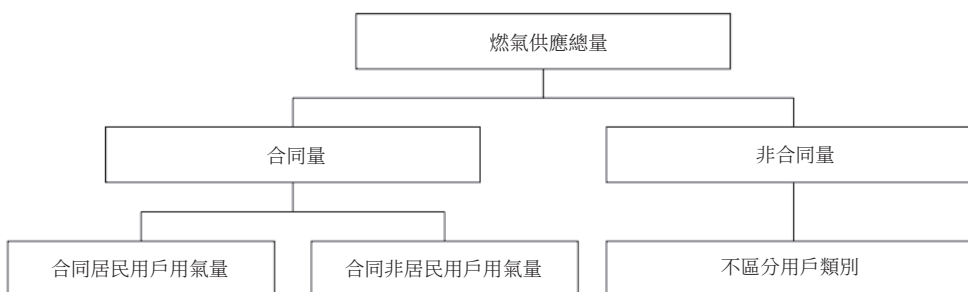 燃氣供應總量
合同量
非合同量
合同居民用戶用氣量
合同非居民用戶用氣量
不區分用戶類別